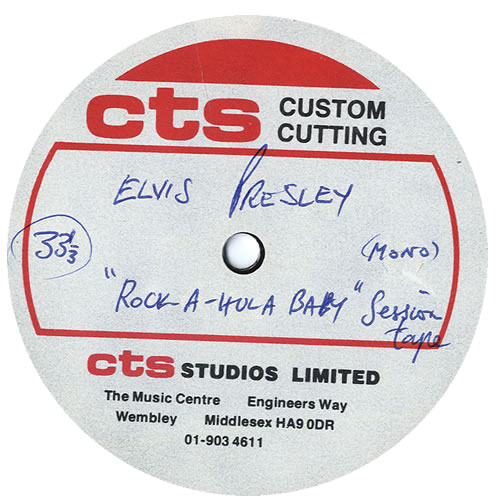 cts CUSTOM
CUTTING
ELVIS PRESLEY
33⅓ (MONO)
"ROCK-A-HULA BABY" Session
tape
cts STUDIOS LIMITED
The Music Centre Engineers Way
Wembley Middlesex HA9 0DR
01-903 4611